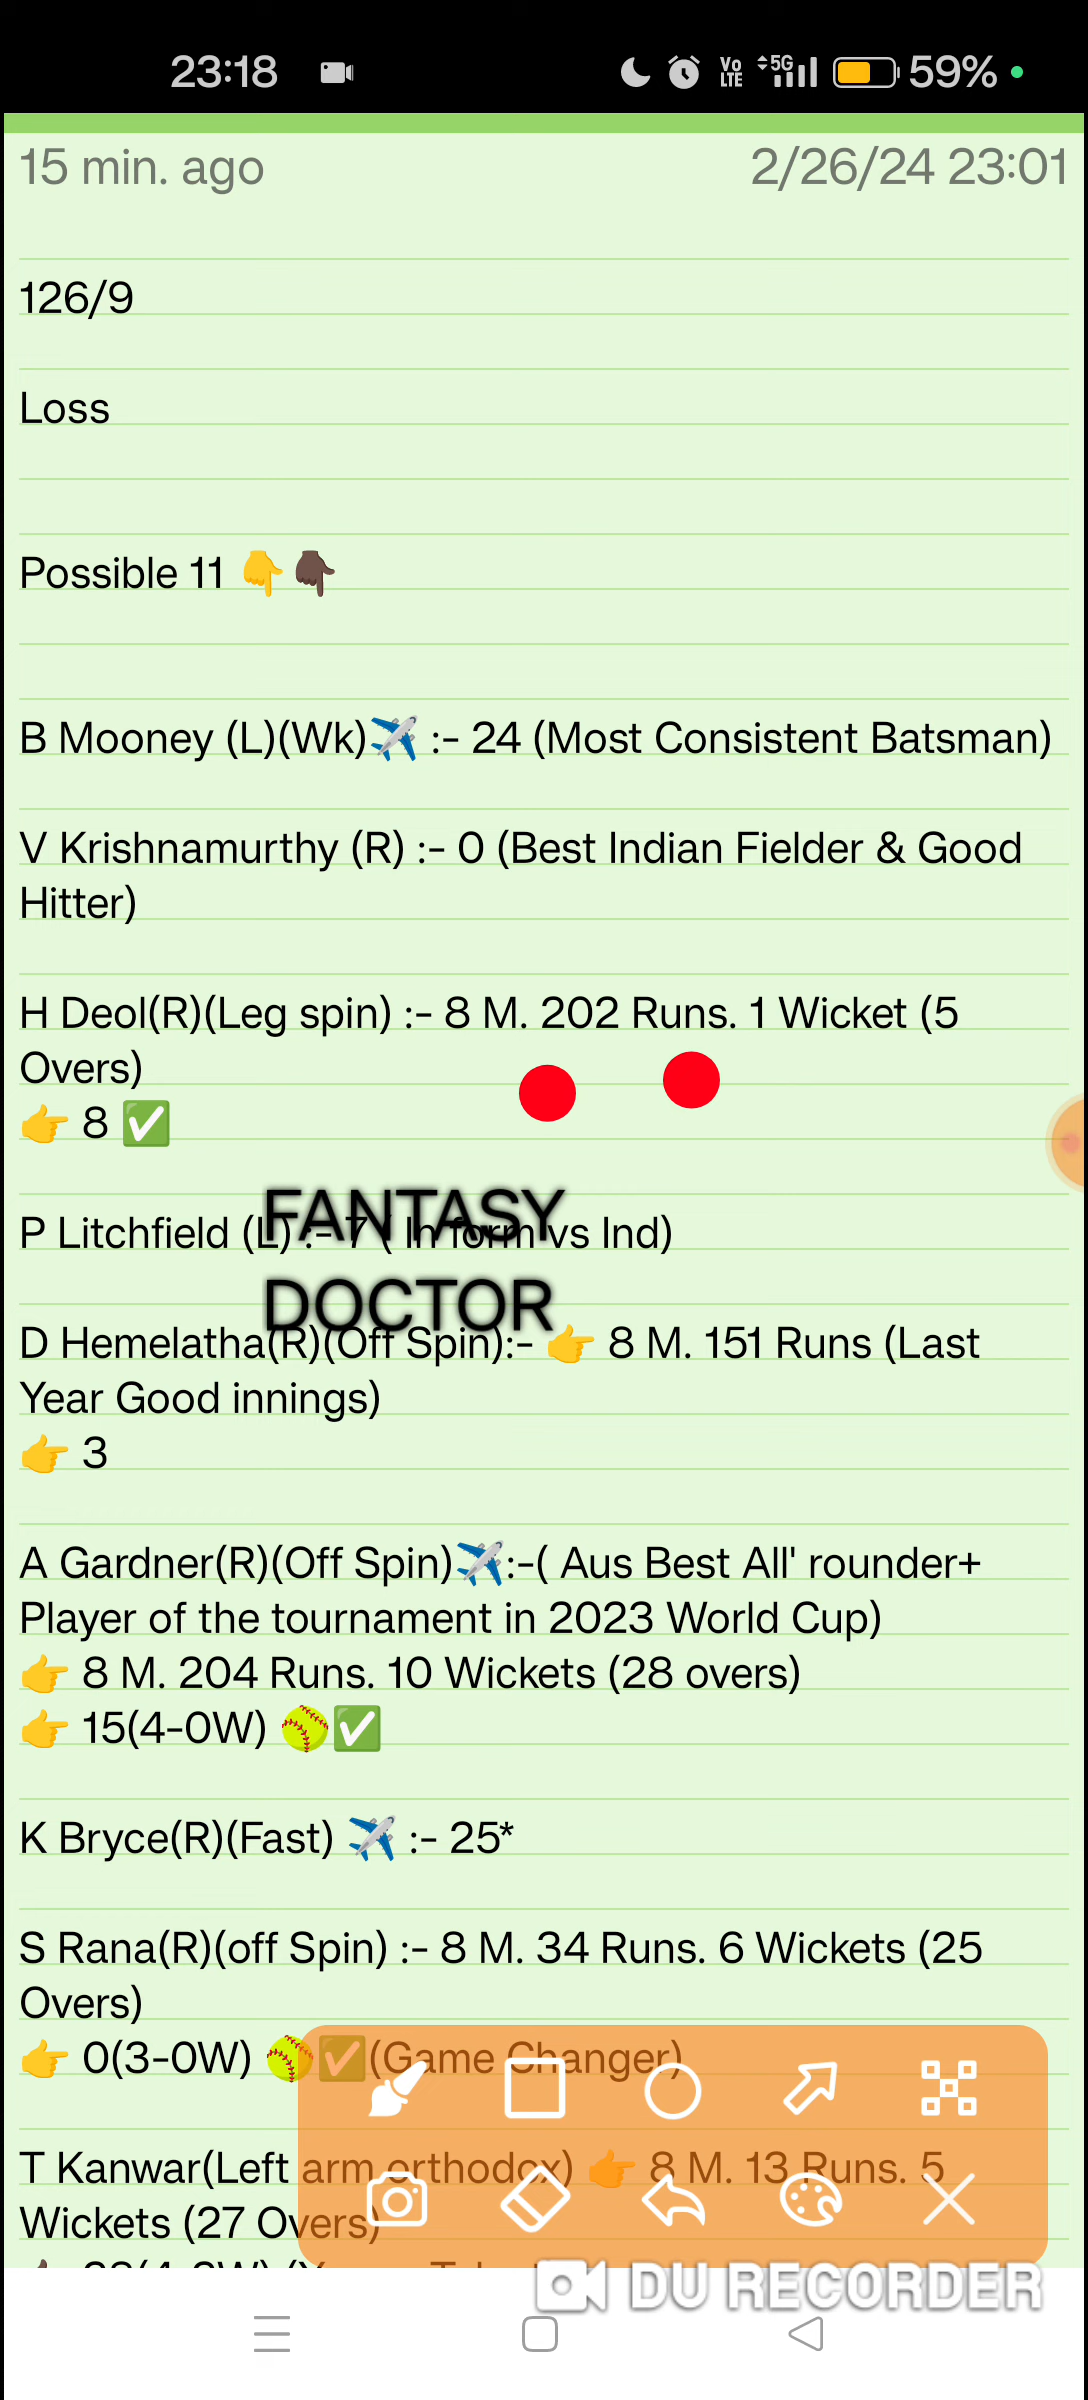 23:18 Vo LTE 5G 59%
15 min. ago 2/26/24 23:01
126/9
Loss
Possible 11 👇👇🏿
B Mooney (L)(Wk)✈️ :- 24 (Most Consistent Batsman)
V Krishnamurthy (R) :- 0 (Best Indian Fielder & Good
Hitter)
H Deol(R)(Leg spin) :- 8 M. 202 Runs. 1 Wicket (5
Overs)
👉 8 ✅
FANTASY
P Litchfield (L) :- 7 ( In form vs Ind)
DOCTOR
D Hemelatha(R)(Off Spin):- 👉 8 M. 151 Runs (Last
Year Good innings)
👉 3
A Gardner(R)(Off Spin)✈️:-( Aus Best All' rounder+
Player of the tournament in 2023 World Cup)
👉 8 M. 204 Runs. 10 Wickets (28 overs)
👉 15(4-0W) 🥎✅
K Bryce(R)(Fast) ✈️ :- 25*
S Rana(R)(off Spin) :- 8 M. 34 Runs. 6 Wickets (25
Overs)
👉 0(3-0W) 🥎✅(Game Changer)
T Kanwar(Left arm orthodox) 👉 8 M. 13 Runs. 5
Wickets (27 Overs)
DU RECORDER